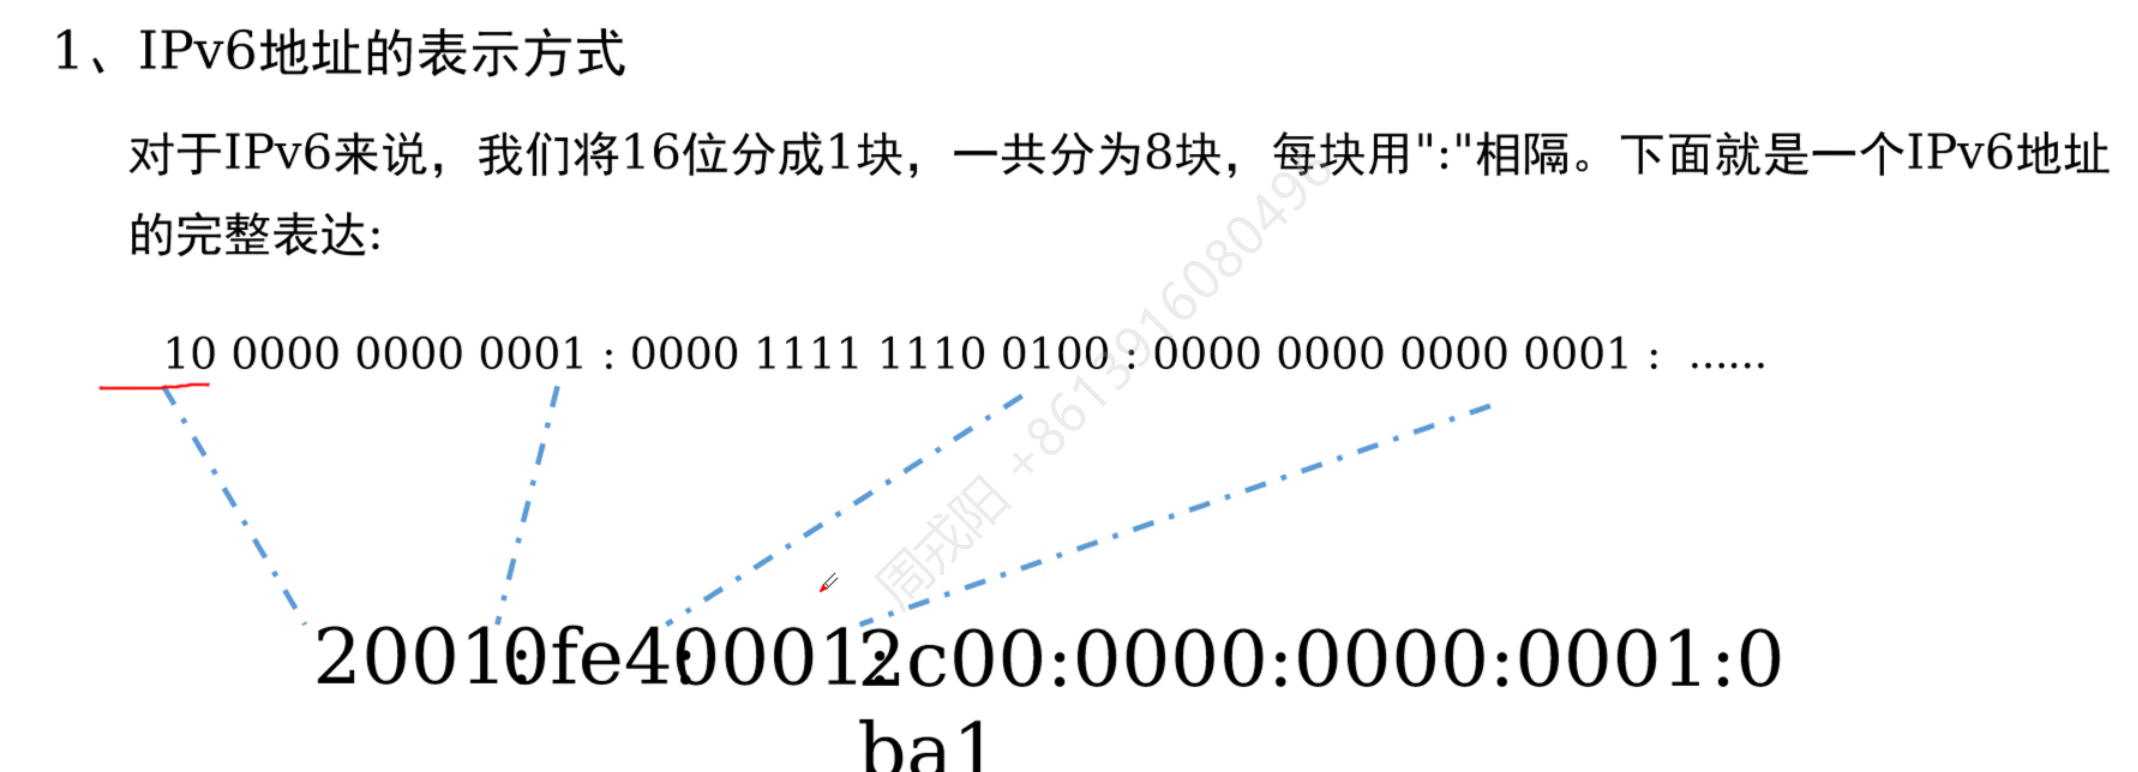 1、IPv6地址的表示方式
对于IPv6来说，我们将16位分成1块，一共分为8块，每块用":"相隔。下面就是一个IPv6地址
的完整表达:
10 0000 0000 0001 : 0000 1111 1110 0100 : 0000 0000 0000 0001 : ......
2001:0fe4:0001:2c00:0000:0000:0001:0
ba1
周戎阳 +8613916080496